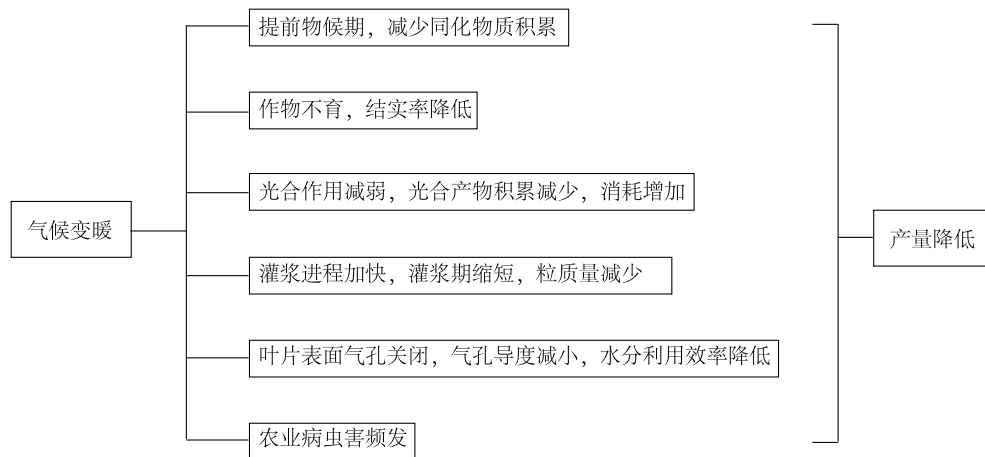 提前物候期，减少同化物质积累
作物不育，结实率降低
光合作用减弱，光合产物积累减少，消耗增加
气候变暖
产量降低
灌浆进程加快，灌浆期缩短，粒质量减少
叶片表面气孔关闭，气孔导度减小，水分利用效率降低
农业病虫害频发